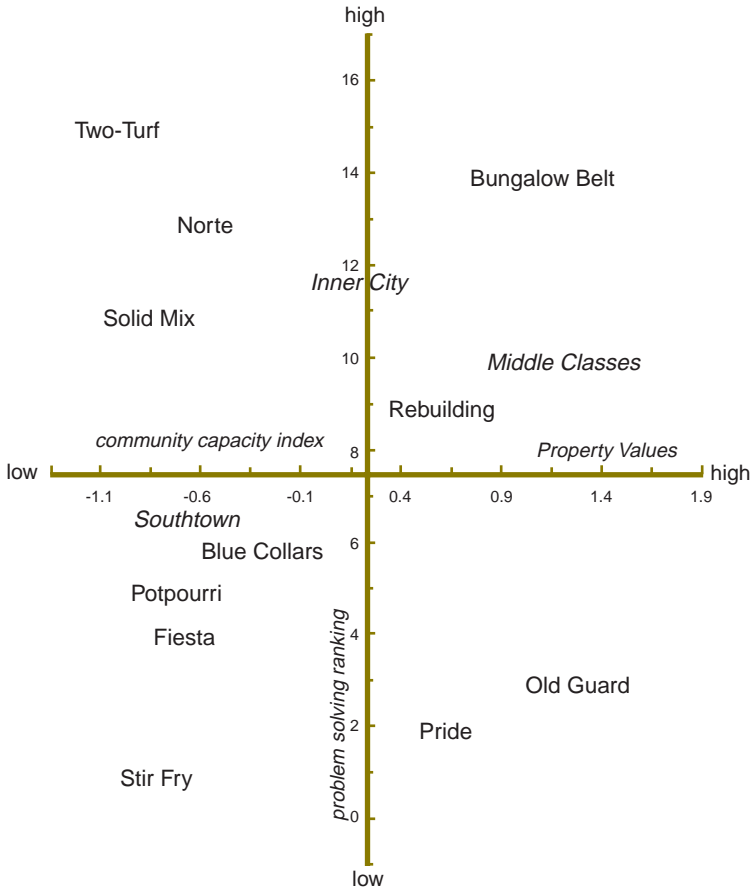 high
16
Two-Turf
14
Bungalow Belt
Norte
12
Inner City
Solid Mix
10
Middle Classes
Rebuilding
community capacity index
8
Property Values
low
high
-1.1 -0.6 -0.1 0.4 0.9 1.4 1.9
Southtown
6
Blue Collars
Potpourri
Fiesta
4
problem solving ranking
Old Guard
2
Pride
Stir Fry
0
low